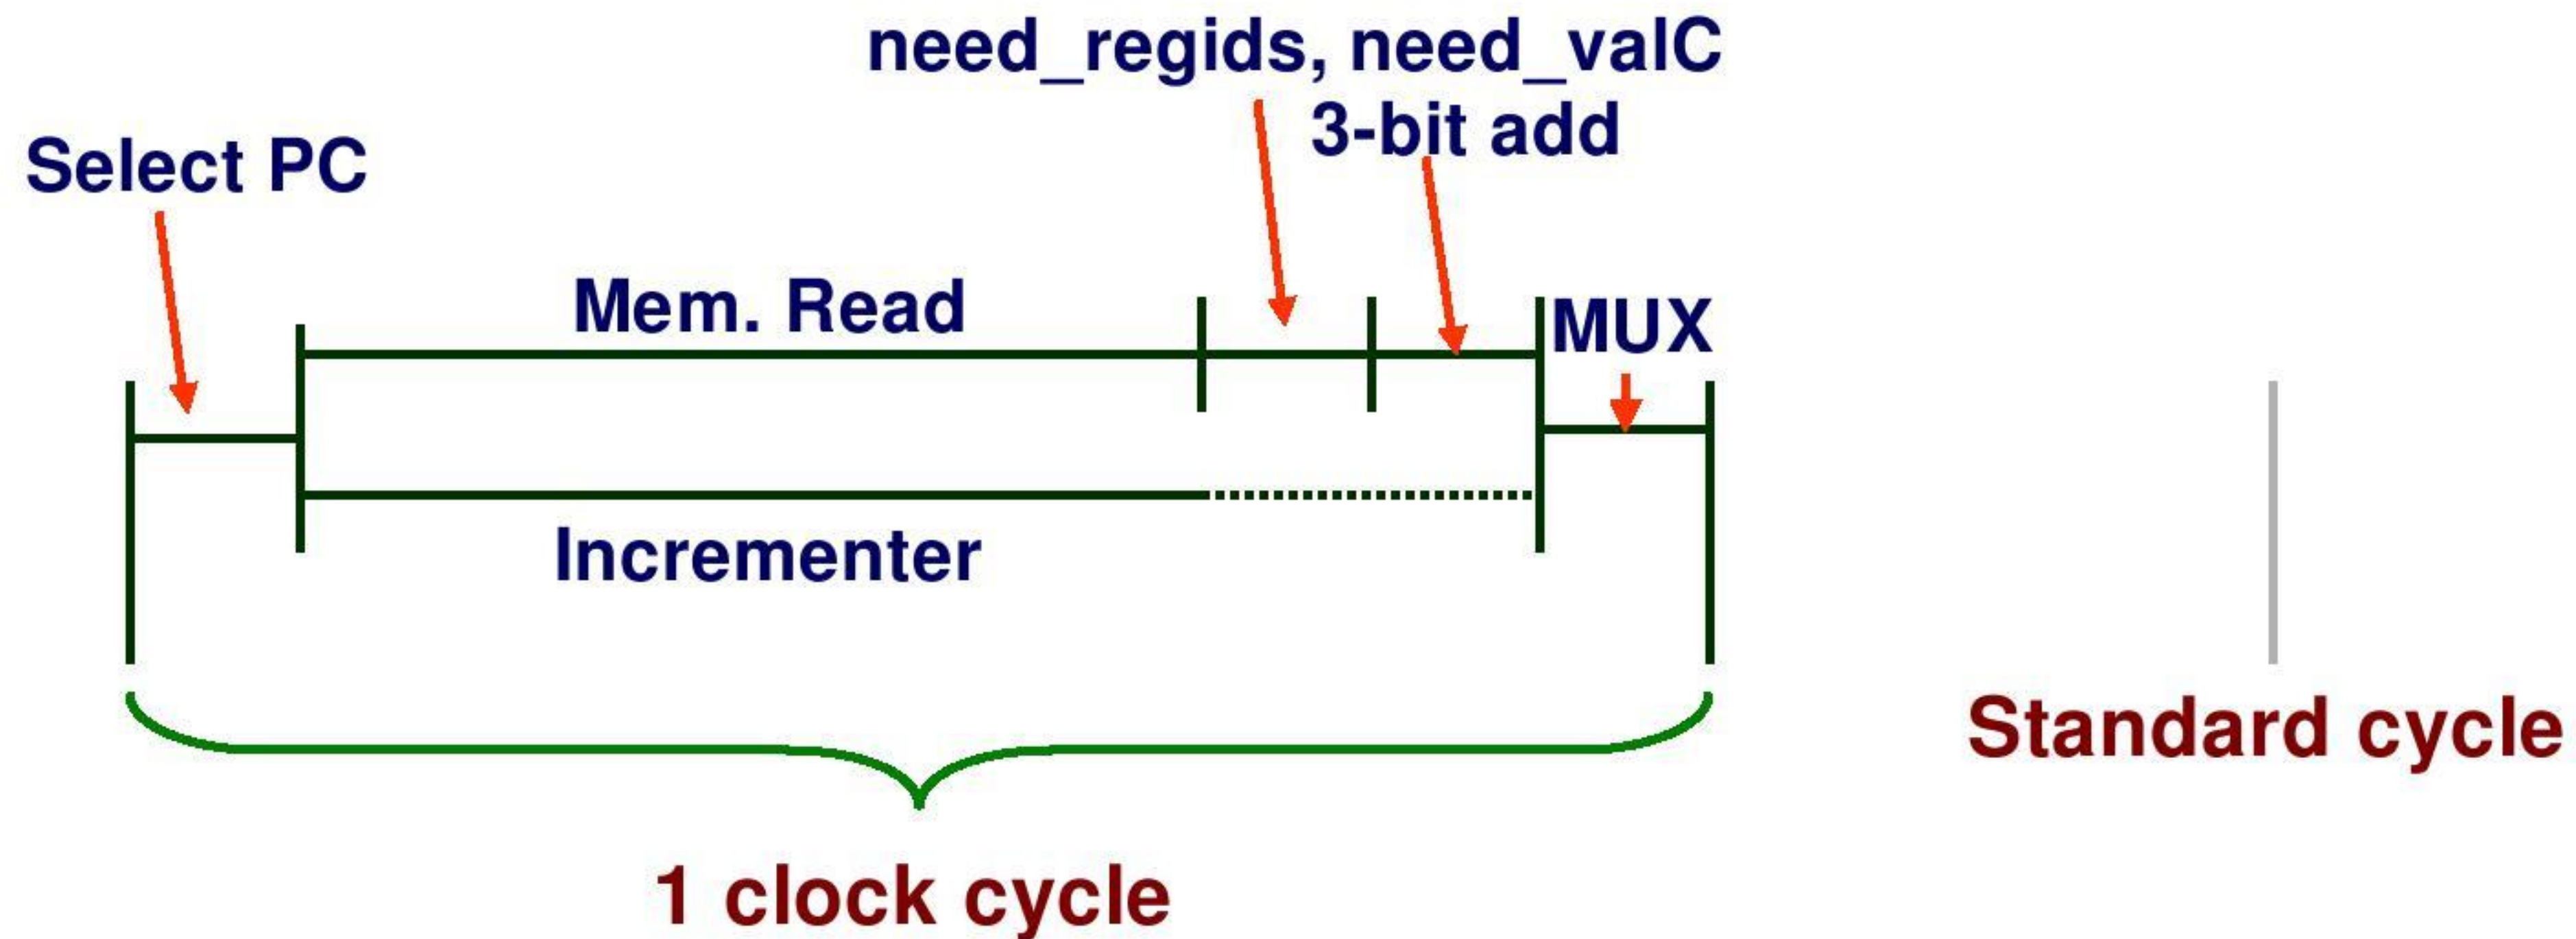 need_regids, need_valC
3-bit add
Select PC
Mem. Read
MUX
Incrementer
Standard cycle
1 clock cycle